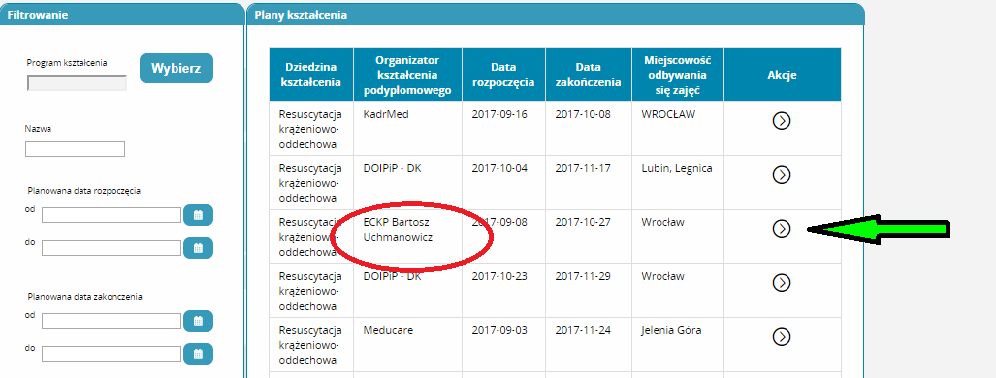 Filtrowanie
Program kształcenia
Wybierz
Nazwa
Planowana data rozpoczęcia
od
do
Planowana data zakonczenia
od
do
Plany kształcenia
Dziedzina
kształcenia
Organizator
kształcenia
podyplomowego
Data
rozpoczęcia
Data
zakończenia
Miejscowość
odbywania
się zajęć
Akcje
Resuscytacja
krążeniowo-
oddechowa
KadrMed
2017-09-16
2017-10-08
WROCŁAW
Resuscytacja
krążeniowo-
oddechowa
DOIPiP - DK
2017-10-04
2017-11-17
Lubin, Legnica
Resuscytacja
krążeniowo-
oddechowa
ECKP Bartosz
Uchmanowicz
2017-09-08
2017-10-27
Wrocław
Resuscytacja
krążeniowo-
oddechowa
DOIPiP - DK
2017-10-23
2017-11-29
Wrocław
Resuscytacja
krążeniowo-
oddechowa
Meducare
2017-09-03
2017-11-24
Jelenia Góra